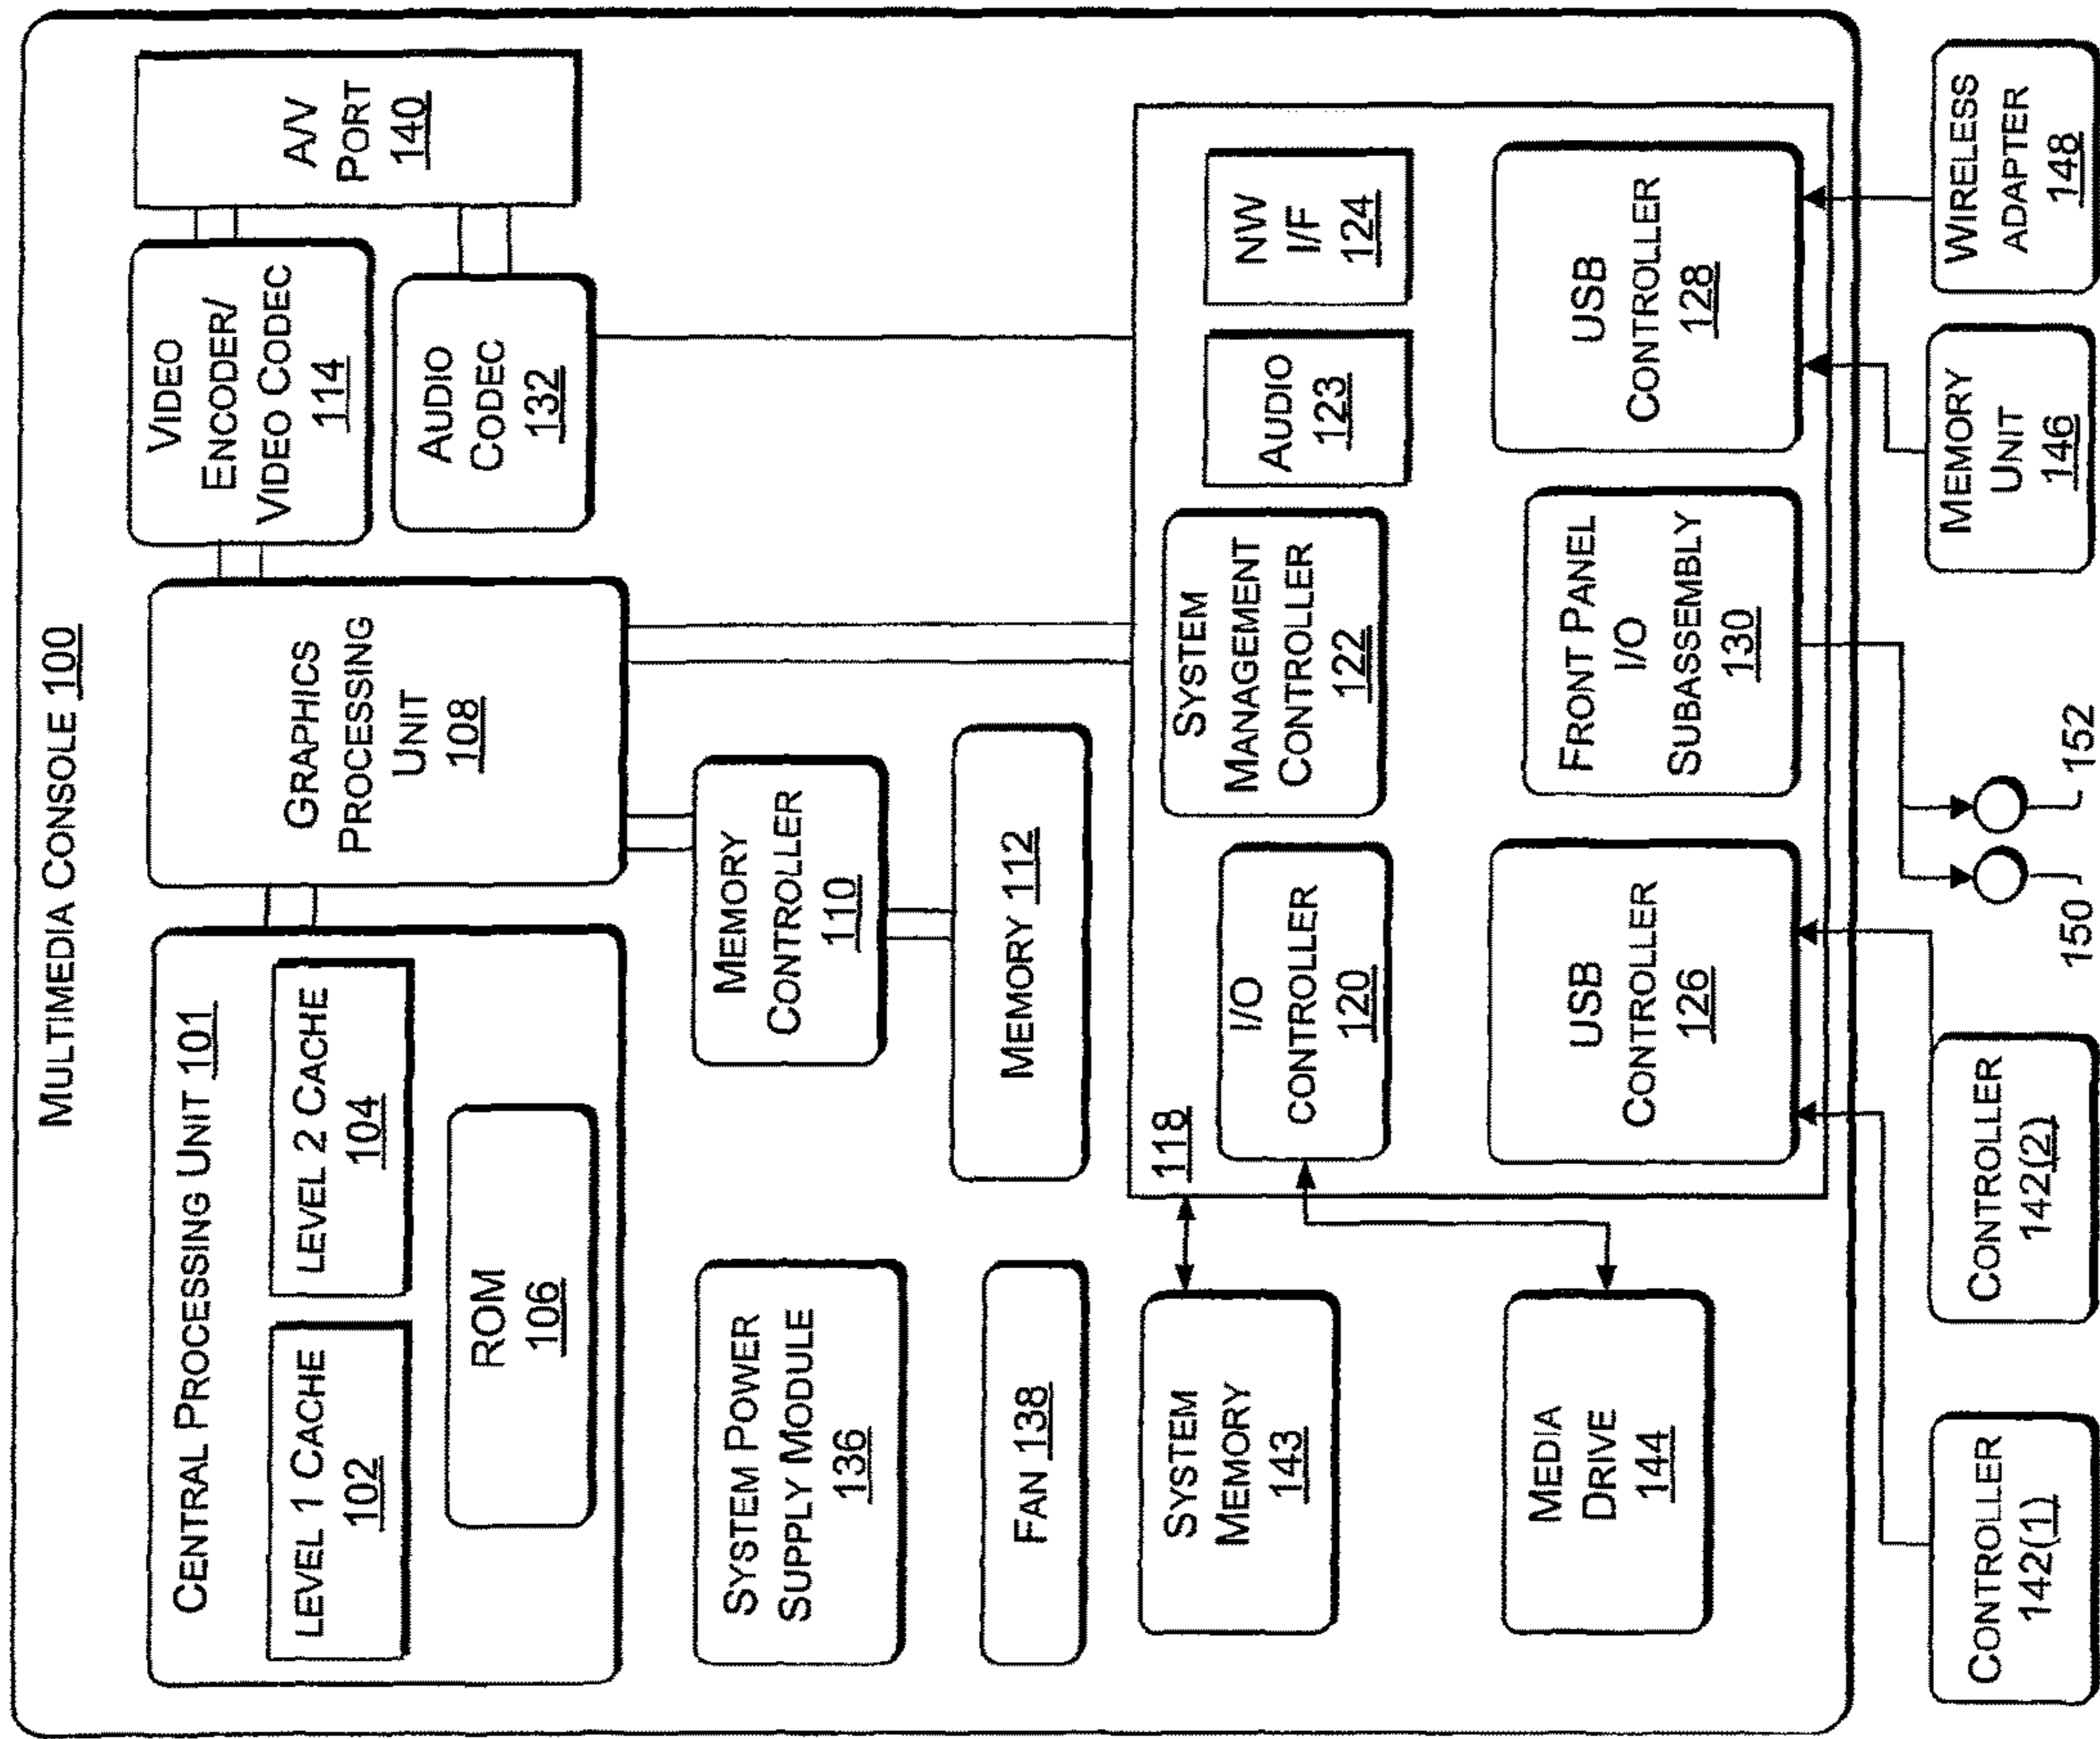 MULTIMEDIA CONSOLE 100
CENTRAL PROCESSING UNIT 101
LEVEL 1 CACHE
102
LEVEL 2 CACHE
104
ROM
106
GRAPHICS
PROCESSING
UNIT
108
VIDEO
ENCODER/
VIDEO CODEC
114
AUDIO
CODEC
132
A/V
PORT
140
SYSTEM POWER
SUPPLY MODULE
136
MEMORY
CONTROLLER
110
FAN 138
MEMORY 112
118
SYSTEM
MEMORY
143
I/O
CONTROLLER
120
SYSTEM
MANAGEMENT
CONTROLLER
122
AUDIO
123
NW
I/F
124
MEDIA
DRIVE
144
USB
CONTROLLER
126
FRONT PANEL
I/O
SUBASSEMBLY
130
USB
CONTROLLER
128
CONTROLLER
142(1)
CONTROLLER
142(2)
150
152
MEMORY
UNIT
146
WIRELESS
ADAPTER
148